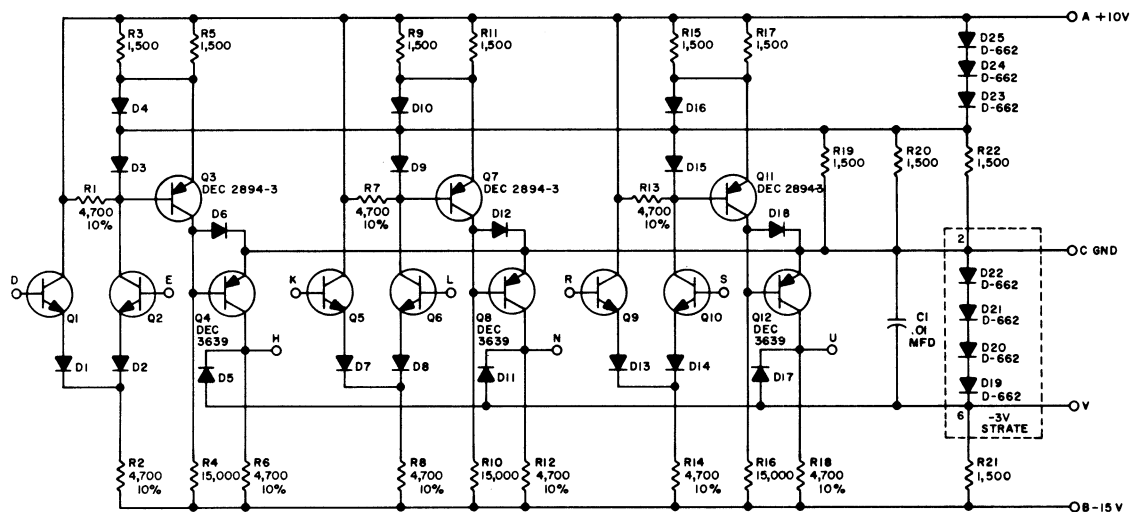 R3
1,500
R5
1,500
R9
1,500
R11
1,500
R15
1,500
R17
1,500
A +10V
D25
D-662
D24
D-662
D23
D-662
D4
D10
D16
D3
D9
D15
R19
1,500
R20
1,500
R22
1,500
Q3
DEC 2894-3
Q7
DEC 2894-3
Q11
DEC 2894-3
R1
4,700
10%
R7
4,700
10%
R13
4,700
10%
D6
D12
D18
2
C GND
D
E
K
L
R
S
Q1
Q2
Q4
DEC
3639
Q5
Q6
Q8
DEC
3639
Q9
Q10
Q12
DEC
3639
H
N
U
C1
.01
MFD
D22
D-662
D21
D-662
D20
D-662
D19
D-662
D1
D2
D5
D7
D8
D11
D13
D14
D17
6
-3V
STRATE
V
R2
4,700
10%
R4
15,000
R6
4,700
10%
R8
4,700
10%
R10
15,000
R12
4,700
10%
R14
4,700
10%
R16
15,000
R18
4,700
10%
R21
1,500
B-15V